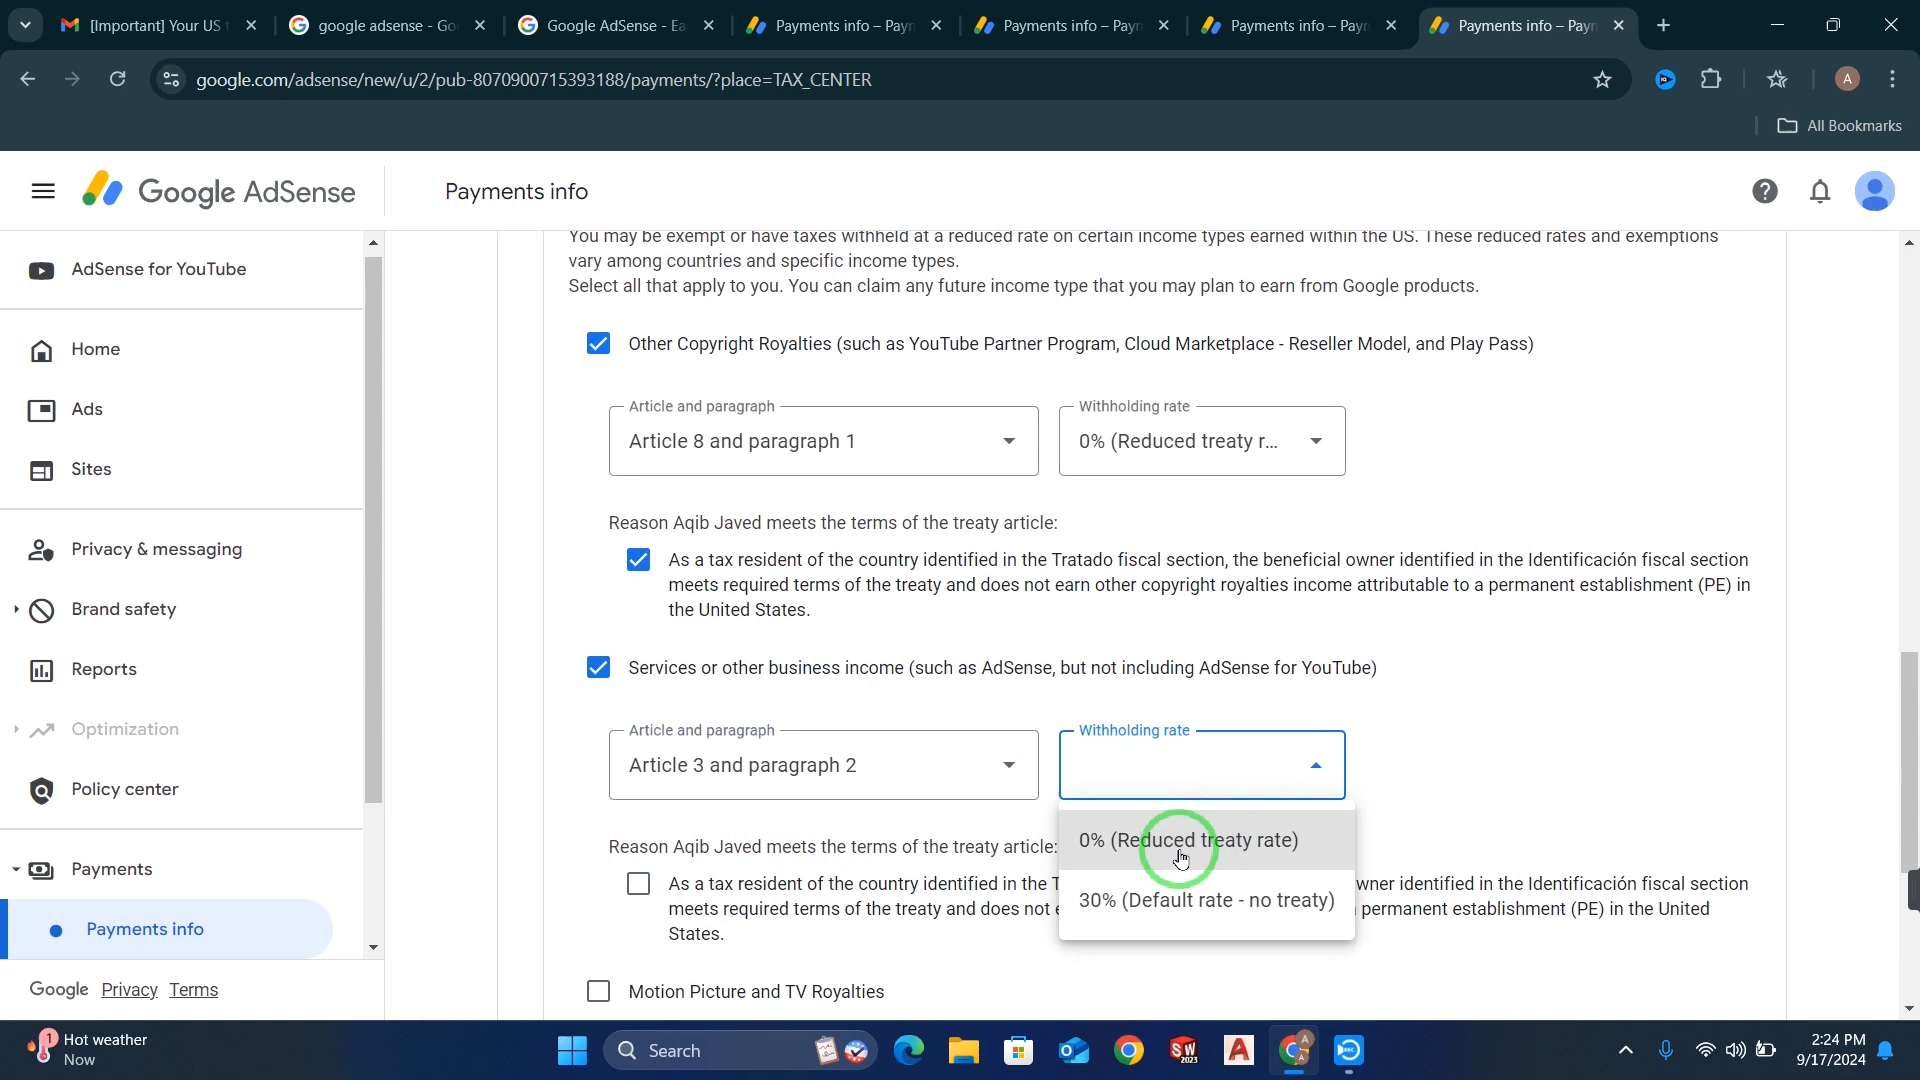 [Important] Your US t
google adsense - Go
Google AdSense - Ea
Payments info – Payn
Payments info – Payn
Payments info – Payn
Payments info – Payn
google.com/adsense/new/u/2/pub-8070900715393188/payments/?place=TAX_CENTER
A
All Bookmarks
Google AdSense
Payments info
AdSense for YouTube
Home
Ads
Sites
Privacy & messaging
Brand safety
Reports
Optimization
Policy center
Payments
Payments info
Google Privacy Terms
You may be exempt or have taxes withheld at a reduced rate on certain income types earned within the US. These reduced rates and exemptions
vary among countries and specific income types.
Select all that apply to you. You can claim any future income type that you may plan to earn from Google products.
Other Copyright Royalties (such as YouTube Partner Program, Cloud Marketplace - Reseller Model, and Play Pass)
Article and paragraph
Article 8 and paragraph 1
Withholding rate
0% (Reduced treaty r...
Reason Aqib Javed meets the terms of the treaty article:
As a tax resident of the country identified in the Tratado fiscal section, the beneficial owner identified in the Identificación fiscal section
meets required terms of the treaty and does not earn other copyright royalties income attributable to a permanent establishment (PE) in
the United States.
Services or other business income (such as AdSense, but not including AdSense for YouTube)
Article and paragraph
Article 3 and paragraph 2
Withholding rate
0% (Reduced treaty rate)
30% (Default rate - no treaty)
Reason Aqib Javed meets the terms of the treaty article:
As a tax resident of the country identified in the T wner identified in the Identificación fiscal section
meets required terms of the treaty and does not e permanent establishment (PE) in the United
States.
Motion Picture and TV Royalties
1
Hot weather
Now
Search
SW
2023
A
A
A
REC
2:24 PM
9/17/2024